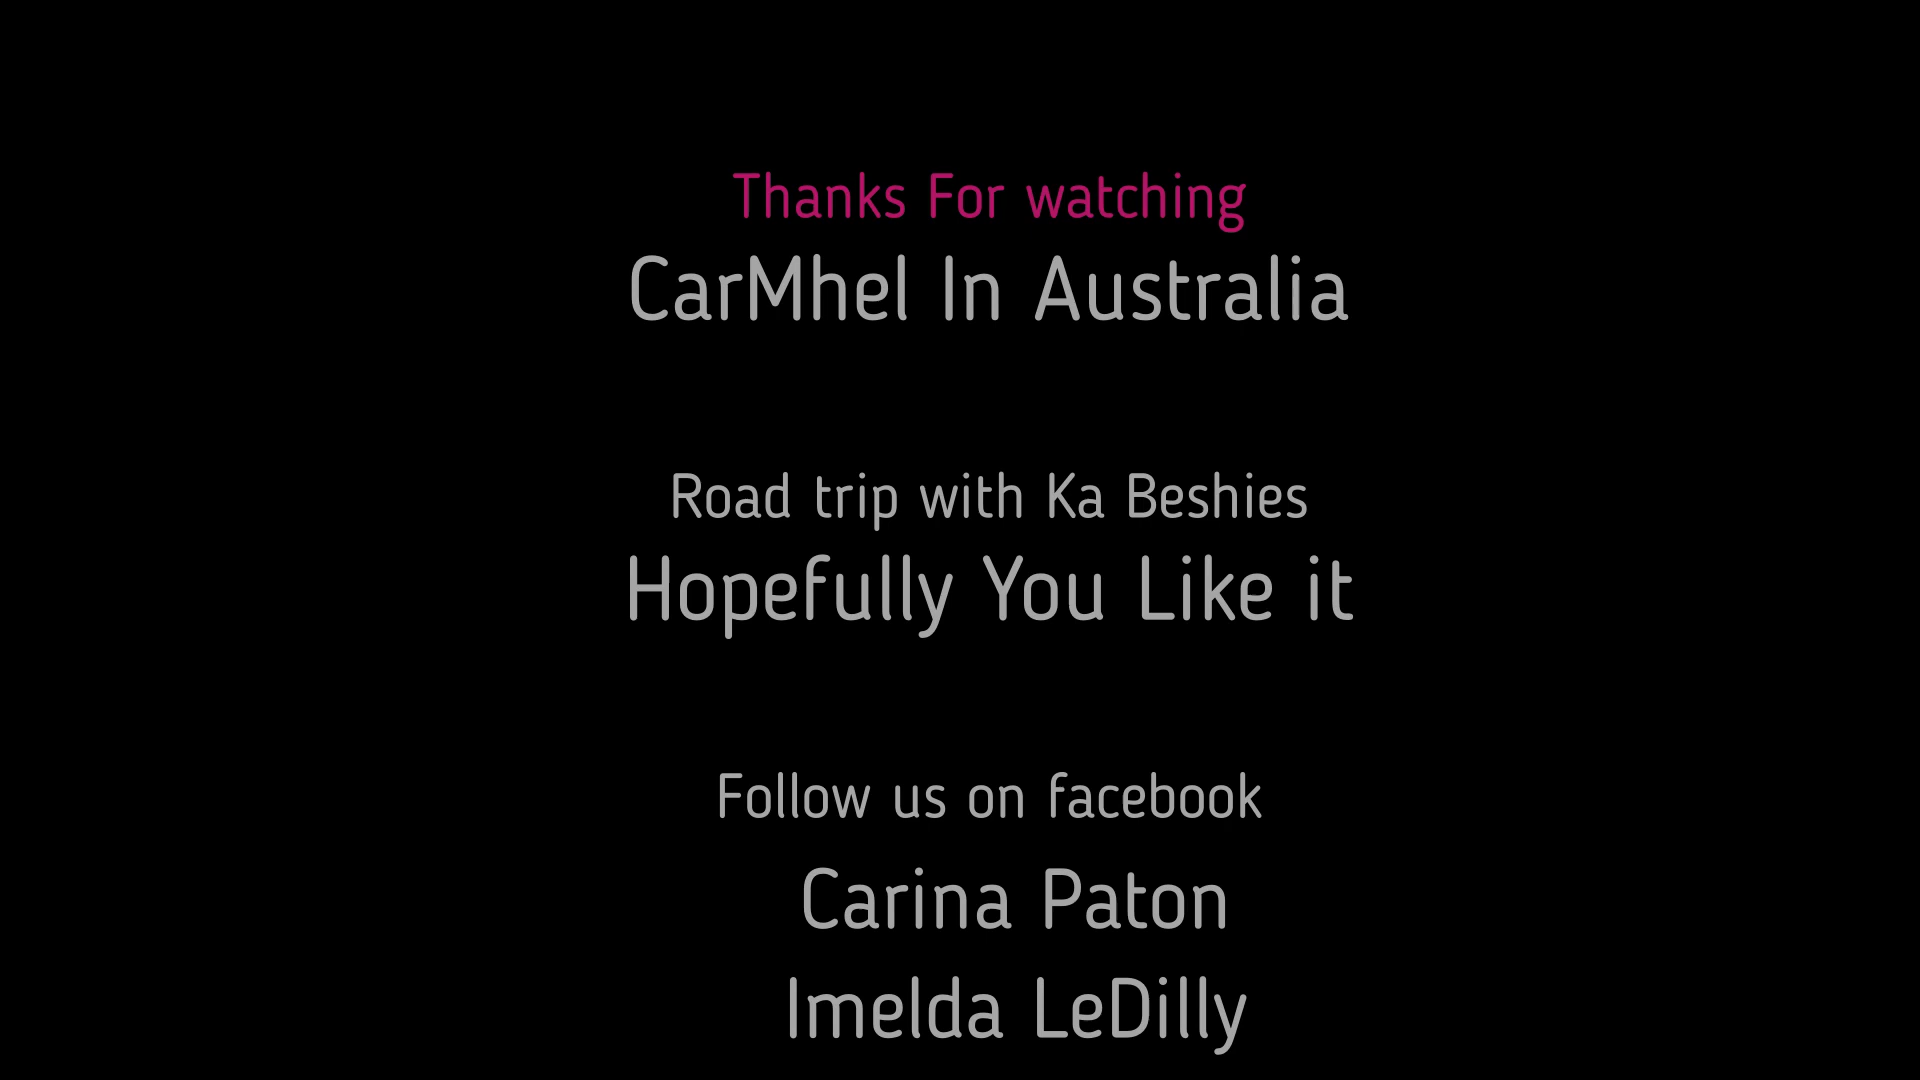 Thanks For watching
CarMhel In Australia
Road trip with Ka Beshies
Hopefully You Like it
Follow us on facebook
Carina Paton
Imelda LeDilly